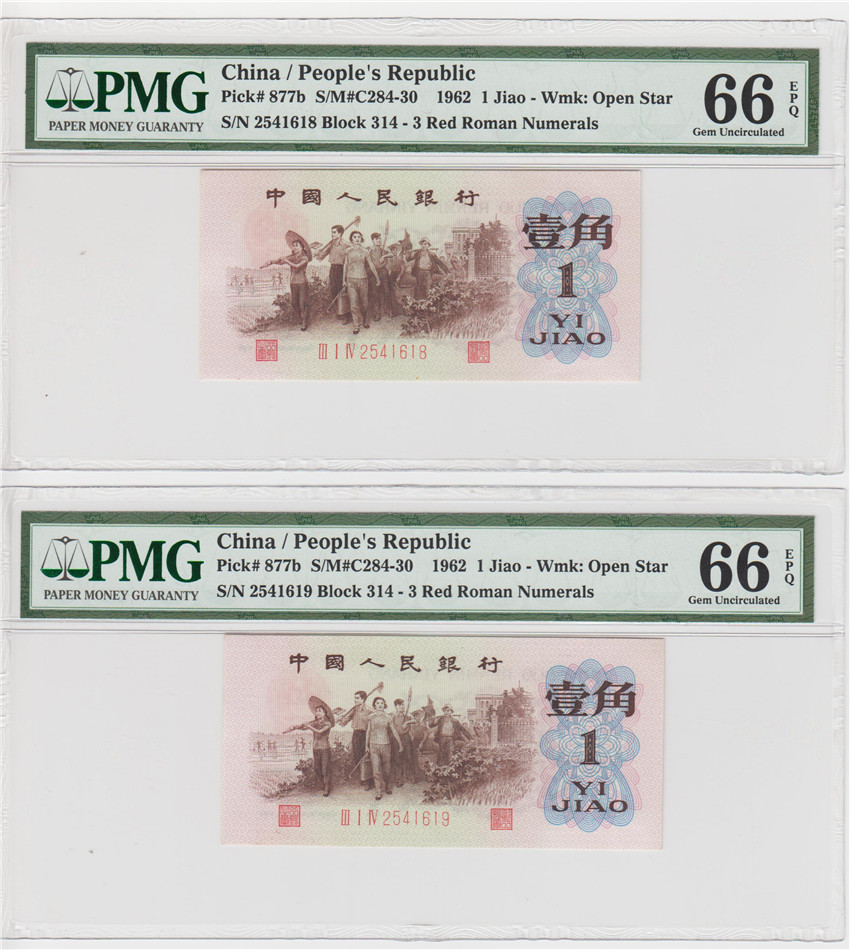 PMG
PAPER MONEY GUARANTY
China / People's Republic
Pick# 877b S/M#C284-30 1962 1 Jiao - Wmk: Open Star
S/N 2541618 Block 314 - 3 Red Roman Numerals
66
EPQ
Gem Uncirculated
中國人民銀行
壹角
1
YI
JIAO
Ⅲ Ⅰ Ⅳ 2541618
PMG
PAPER MONEY GUARANTY
China / People's Republic
Pick# 877b S/M#C284-30 1962 1 Jiao - Wmk: Open Star
S/N 2541619 Block 314 - 3 Red Roman Numerals
66
EPQ
Gem Uncirculated
中國人民銀行
壹角
1
YI
JIAO
Ⅲ Ⅰ Ⅳ 2541619